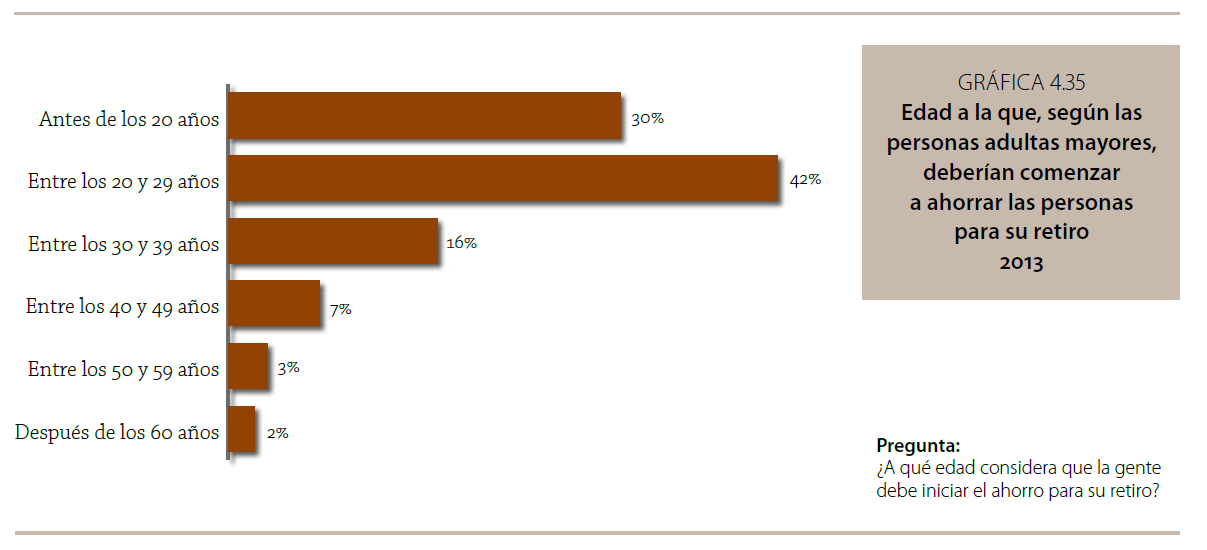 GRÁFICA 4.35
Edad a la que, según las
personas adultas mayores,
deberían comenzar
a ahorrar las personas
para su retiro
2013
Antes de los 20 años 30%
Entre los 20 y 29 años 42%
Entre los 30 y 39 años 16%
Entre los 40 y 49 años 7%
Entre los 50 y 59 años 3%
Después de los 60 años 2%
Pregunta:
¿A qué edad considera que la gente
debe iniciar el ahorro para su retiro?